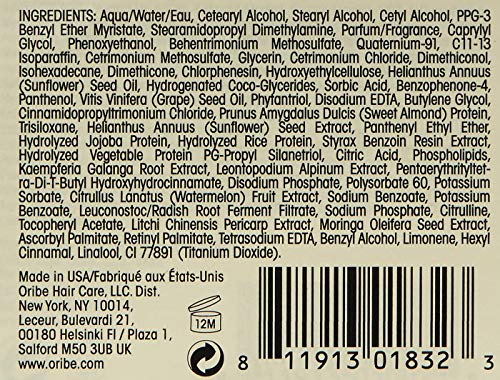 INGREDIENTS: Aqua/Water/Eau, Cetearyl Alcohol, Stearyl Alcohol, Cetyl Alcohol, PPG-3
Benzyl Ether Myristate, Stearamidopropyl Dimethylamine, Parfum/Fragrance, Caprylyl
Glycol, Phenoxyethanol, Behentrimonium Methosulfate, Quaternium-91, C11-13
Isoparaffin, Cetrimonium Methosulfate, Glycerin, Cetrimonium Chloride, Dimethiconol,
Isohexadecane, Dimethicone, Chlorphenesin, Hydroxyethylcellulose, Helianthus Annuus
(Sunflower) Seed Oil, Hydrogenated Coco-Glycerides, Sorbic Acid, Benzophenone-4,
Panthenol, Vitis Vinifera (Grape) Seed Oil, Phyfantriol, Disodium EDTA, Butylene Glycol,
Cinnamidopropyltrimonium Chloride, Prunus Amygdalus Dulcis (Sweet Almond) Protein,
Trisiloxane, Helianthus Annuus (Sunflower) Seed Extract, Panthenyl Ethyl Ether,
Hydrolyzed Jojoba Protein, Hydrolyzed Rice Protein, Styrax Benzoin Resin Extract,
Hydrolyzed Vegetable Protein PG-Propyl Silanetriol, Citric Acid, Phospholipids,
Kaempferia Galanga Root Extract, Leontopodium Alpinum Extract, Pentaerythrityltet-
ra-Di-T-Butyl Hydroxyhydrocinnamate, Disodium Phosphate, Polysorbate 60, Potassium
Sorbate, Citrullus Lanatus (Watermelon) Fruit Extract, Sodium Benzoate, Potassium
Benzoate, Leuconostoc/Radish Root Ferment Filtrate, Sodium Phosphate, Citrulline,
Tocopheryl Acetate, Litchi Chinensis Pericarp Extract, Moringa Oleifera Seed Extract,
Ascorbyl Palmitate, Retinyl Palmitate, Tetrasodium EDTA, Benzyl Alcohol, Limonene, Hexyl
Cinnamal, Linalool, CI 77891 (Titanium Dioxide).
Made in USA/Fabriqué aux États-Unis
Oribe Hair Care, LLC. Dist.
New York, NY 10014,
Leceur, Bulevardi 21,
00180 Helsinki FI / Plaza 1,
Salford M50 3UB UK
www.oribe.com
12M
8 11913 01832 3